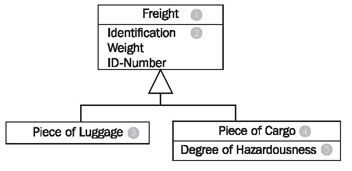 Freight 1
Identification 2
Weight
ID-Number
Piece of Luggage 3
Piece of Cargo 4
Degree of Hazardousness 5